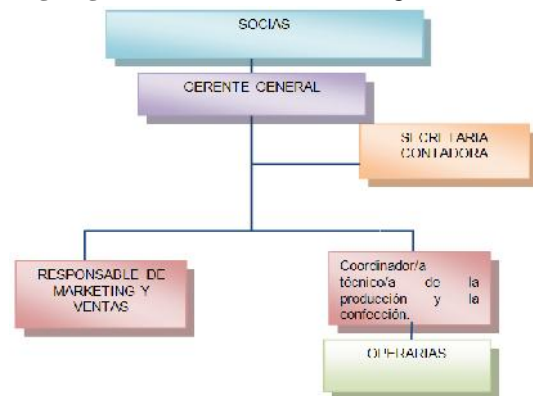 SOCIAS
GERENTE GENERAL
SECRETARIA
CONTADORA
RESPONSABLE DE
MARKETING Y
VENTAS
Coordinador/a
técnico/a de la
producción y la
confección.
OPERARIAS